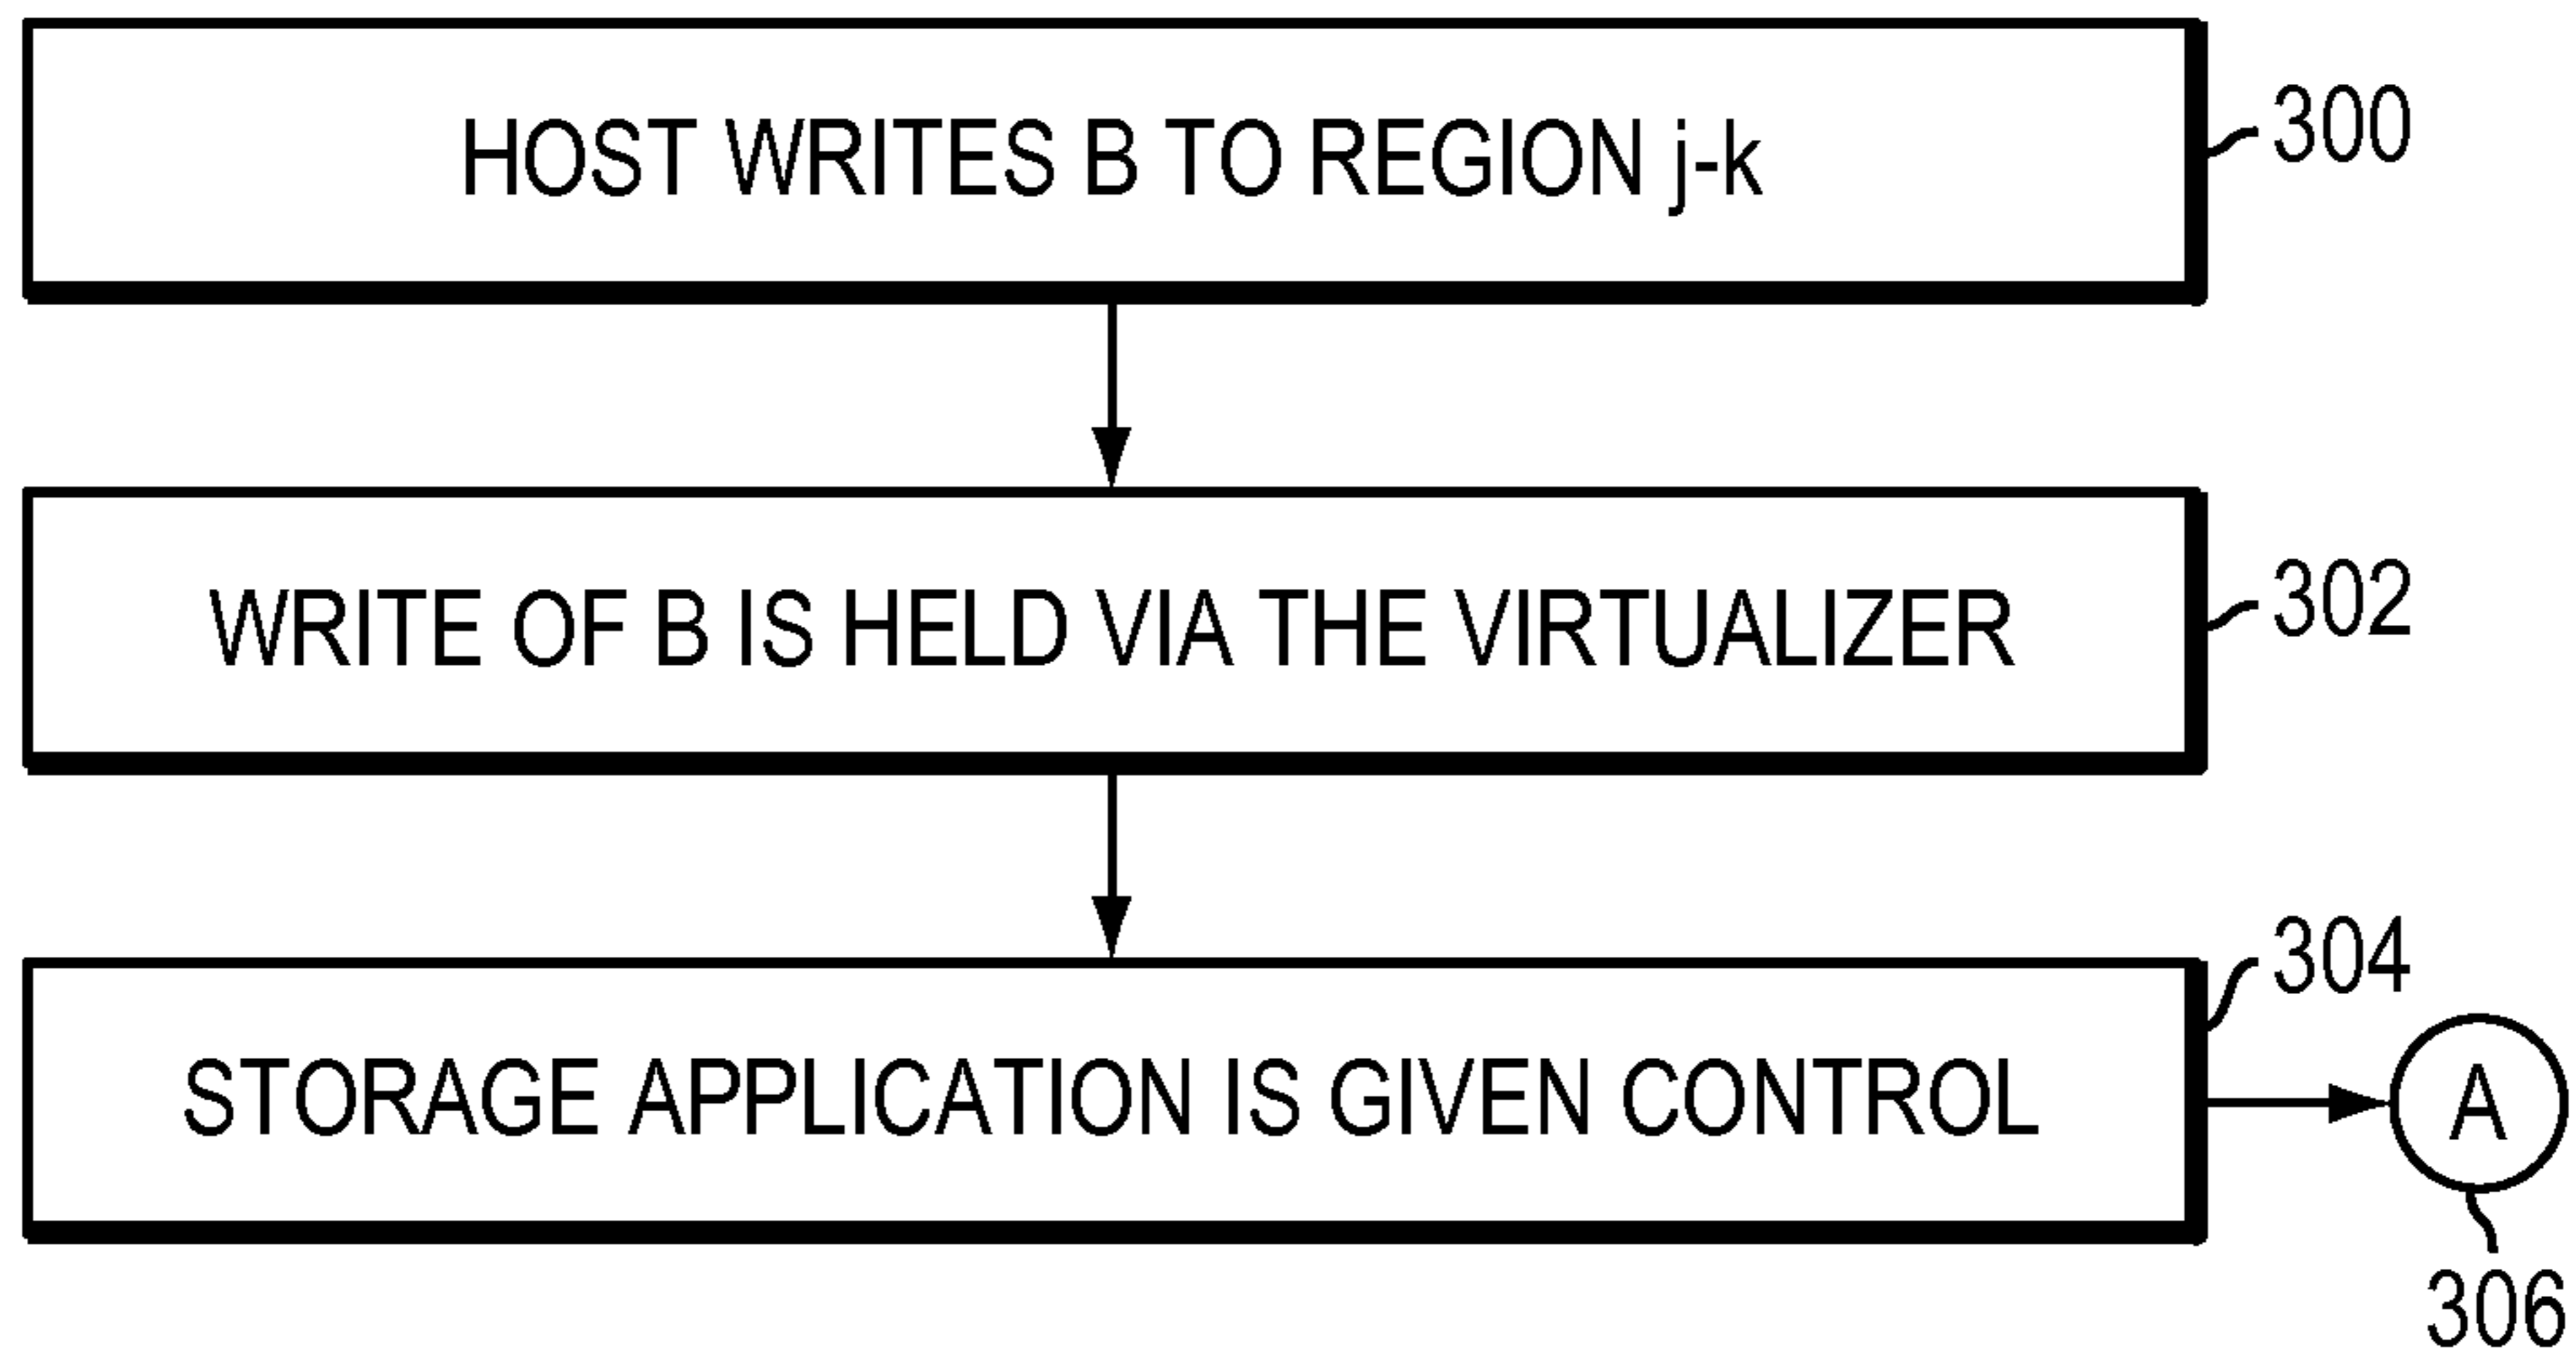 HOST WRITES B TO REGION j-k
300
WRITE OF B IS HELD VIA THE VIRTUALIZER
302
STORAGE APPLICATION IS GIVEN CONTROL
304
A
306